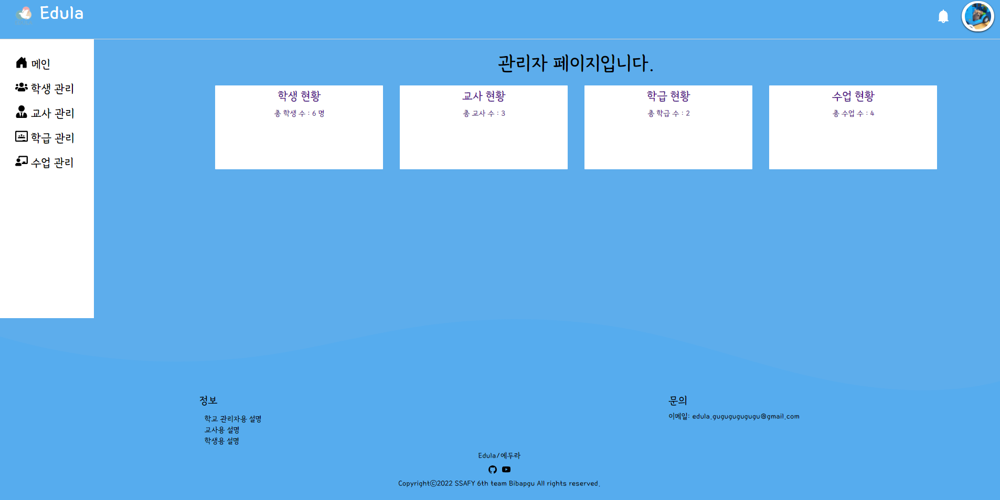 Edula
메인
학생 관리
교사 관리
학급 관리
수업 관리
관리자 페이지입니다.
학생 현황
총 학생 수 : 6 명
교사 현황
총 교사 수 : 3
학급 현황
총 학급 수 : 2
수업 현황
총 수업 수 : 4
정보
학교 관리자용 설명
교사용 설명
학생용 설명
문의
이메일: edula.gugugugugugu@gmail.com
Edula/에두라
Copyrightⓒ2022 SSAFY 6th team Bibapgu All rights reserved.